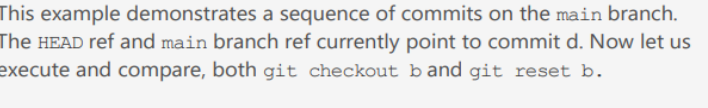 This example demonstrates a sequence of commits on the main branch.
The HEAD ref and main branch ref currently point to commit d. Now let us
execute and compare, both git checkout b and git reset b.